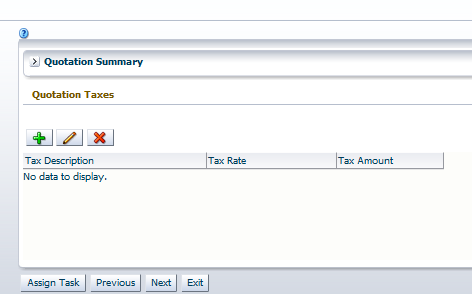 Quotation Summary
Quotation Taxes
Tax Description Tax Rate Tax Amount
No data to display.
Assign Task Previous Next Exit